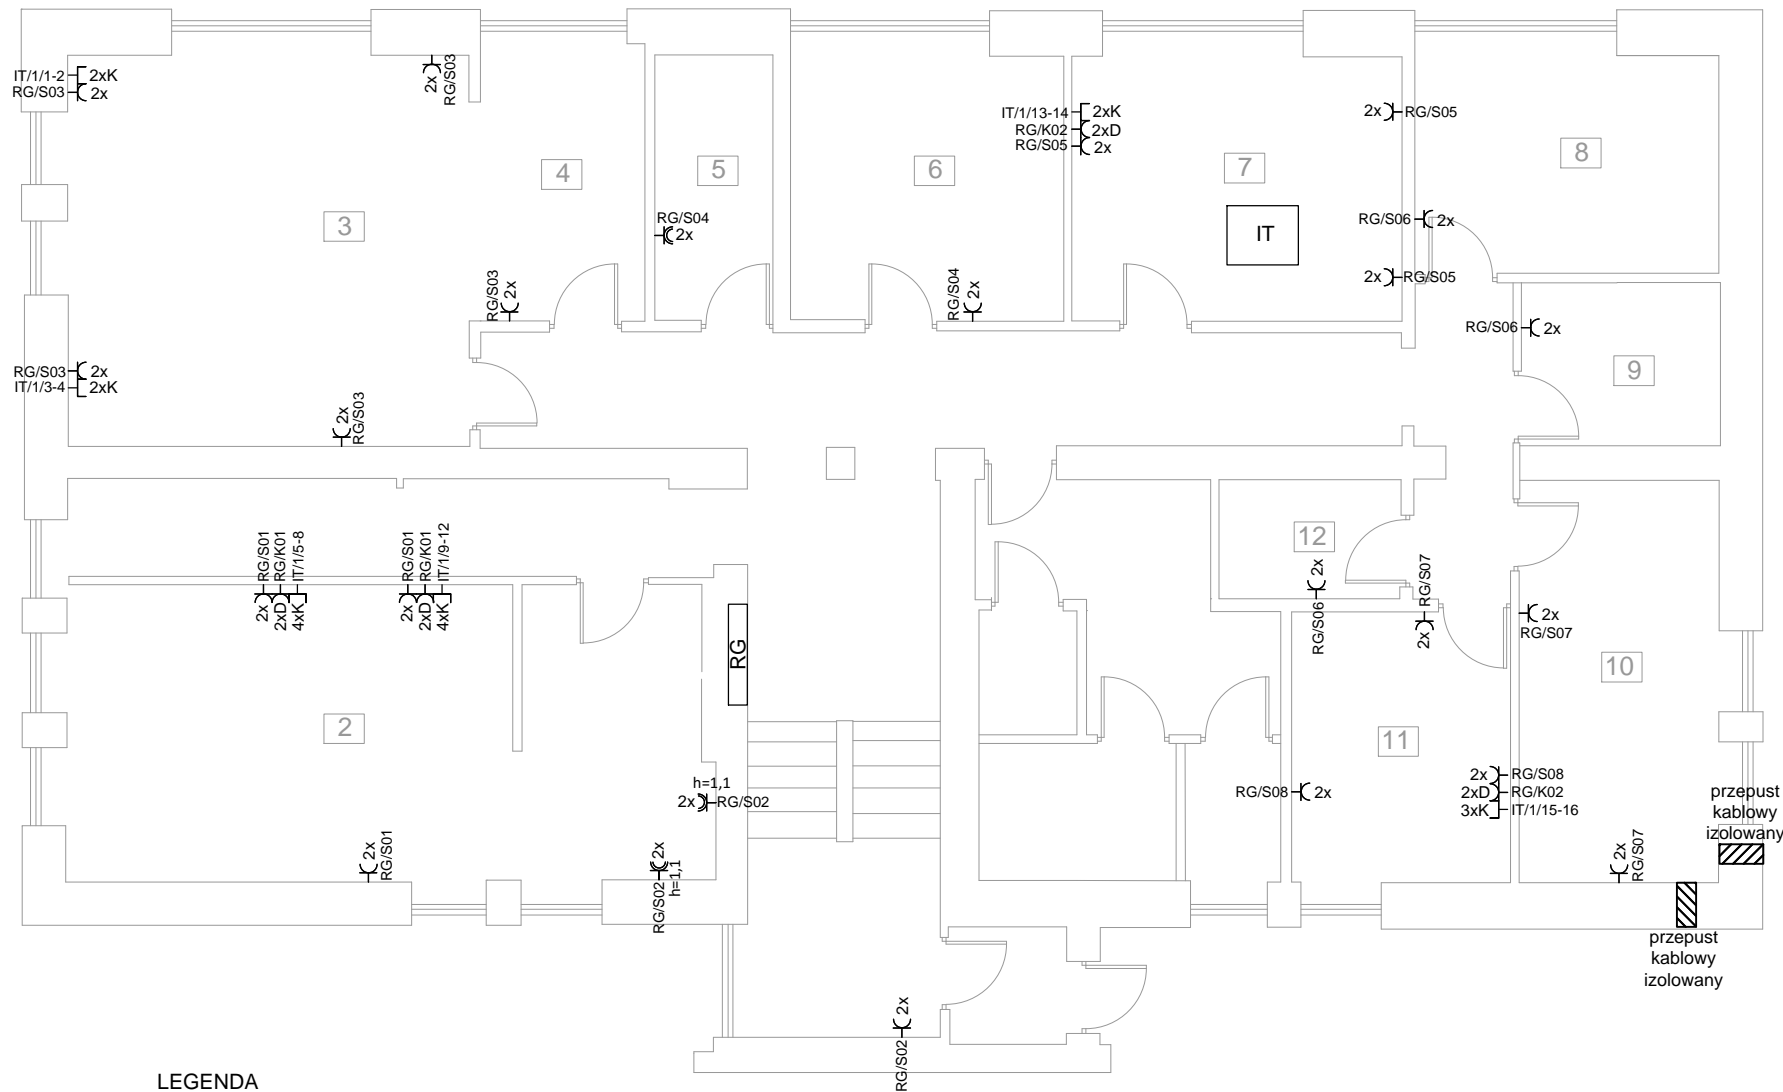 IT/1/1-2 2xK
RG/S03 2x
2x
RG/S03
3
4
5
RG/S04
2x
6
IT/1/13-14 2xK
RG/K02 2xD
RG/S05 2x
7
IT
2x RG/S05
2x RG/S05
8
RG/S06 2x
RG/S06 2x
9
RG/S03
2x
RG/S04
2x
RG/S03 2x
IT/1/3-4 2xK
2x
RG/S03
RG/S01
RG/K01
IT/1/5-8
2x
2xD
4xK
RG/S01
RG/K01
IT/1/9-12
2x
2xD
4xK
2
RG
h=1,1
2x RG/S02
2x
RG/S01
2x
h=1,1
RG/S02
2x
RG/S02
12
2x
RG/S06
RG/S07
2x
2x
RG/S07
10
11
RG/S08 2x
2x RG/S08
2xD RG/K02
3xK IT/1/15-16
2x
RG/S07
przepust
kablowy
izolowany
przepust
kablowy
izolowany
LEGENDA